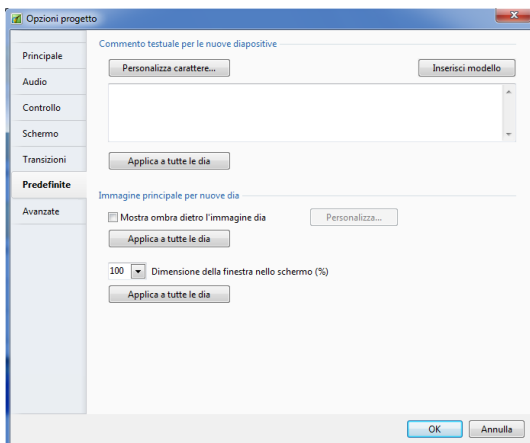 Opzioni progetto
Principale
Audio
Controllo
Schermo
Transizioni
Predefinite
Avanzate
Commento testuale per le nuove diapositive
Personalizza carattere... Inserisci modello
Applica a tutte le dia
Immagine principale per nuove dia
Mostra ombra dietro l'immagine dia Personalizza...
Applica a tutte le dia
100 Dimensione della finestra nello schermo (%)
Applica a tutte le dia
OK Annulla